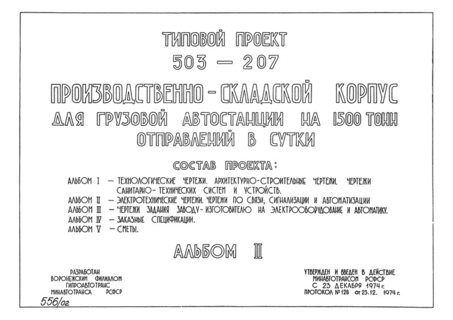 ТИПОВОЙ ПРОЕКТ
503 — 207
ПРОИЗВОДСТВЕННО - СКЛАДСКОЙ КОРПУС
ДЛЯ ГРУЗОВОЙ АВТОСТАНЦИИ НА 1500 ТОНН
ОТПРАВЛЕНИЙ В СУТКИ
СОСТАВ ПРОЕКТА:
АЛЬБОМ I — ТЕХНОЛОГИЧЕСКИЕ ЧЕРТЕЖИ. АРХИТЕКТУРНО-СТРОИТЕЛЬНЫЕ ЧЕРТЕЖИ, ЧЕРТЕЖИ
САНИТАРНО-ТЕХНИЧЕСКИХ СИСТЕМ И УСТРОЙСТВ.
АЛЬБОМ II — ЭЛЕКТРОТЕХНИЧЕСКИЕ ЧЕРТЕЖИ. ЧЕРТЕЖИ ПО СВЯЗИ, СИГНАЛИЗАЦИИ И АВТОМАТИЗАЦИИ
АЛЬБОМ III — ЧЕРТЕЖИ ЗАДАНИЯ ЗАВОДУ-ИЗГОТОВИТЕЛЮ НА ЭЛЕКТРООБОРУДОВАНИЕ И АВТОМАТИКУ.
АЛЬБОМ IV — ЗАКАЗНЫЕ СПЕЦИФИКАЦИИ.
АЛЬБОМ V — СМЕТЫ.
АЛЬБОМ II
РАЗРАБОТАН
ВОРОНЕЖСКИМ ФИЛИАЛОМ
ГИПРОАВТОТРАНС
МИНАВТОТРАНСА РСФСР
556/02
УТВЕРЖДЕН И ВВЕДЕН В ДЕЙСТВИЕ
МИНАВТОТРАНСОМ РСФСР
С 23 ДЕКАБРЯ 1974 г.
ПРОТОКОЛ № 126 от 23.12. 1974 г.